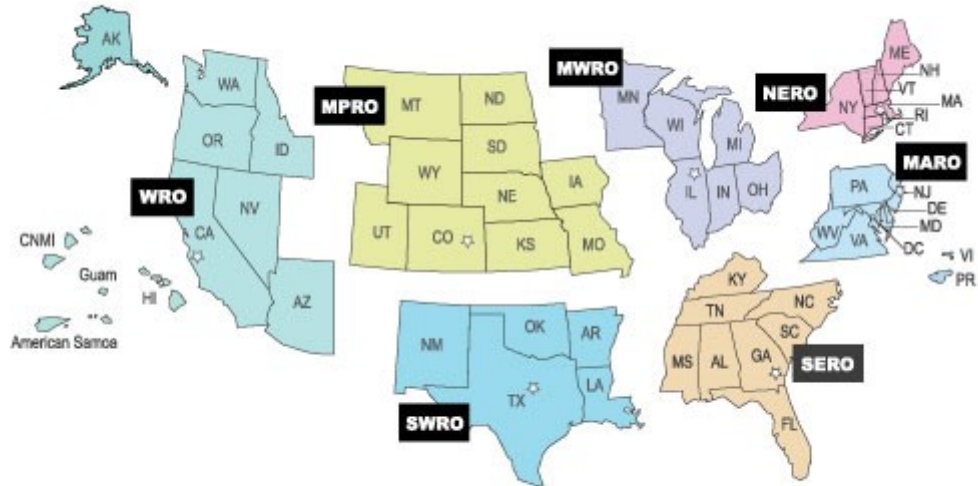 AK
WA
OR
ID
WRO
NV
CA
CNMI
Guam
HI
AZ
American Samoa
MPRO
MT
ND
SD
WY
NE
IA
UT
CO
KS
MO
MWRO
MN
WI
MI
IL
IN
OH
NERO
ME
NH
VT
NY
MA
RI
CT
MARO
PA
NJ
DE
WV
VA
MD
DC
VI
PR
SWRO
NM
OK
AR
TX
LA
KY
TN
NC
SC
MS
AL
GA
SERO
FL